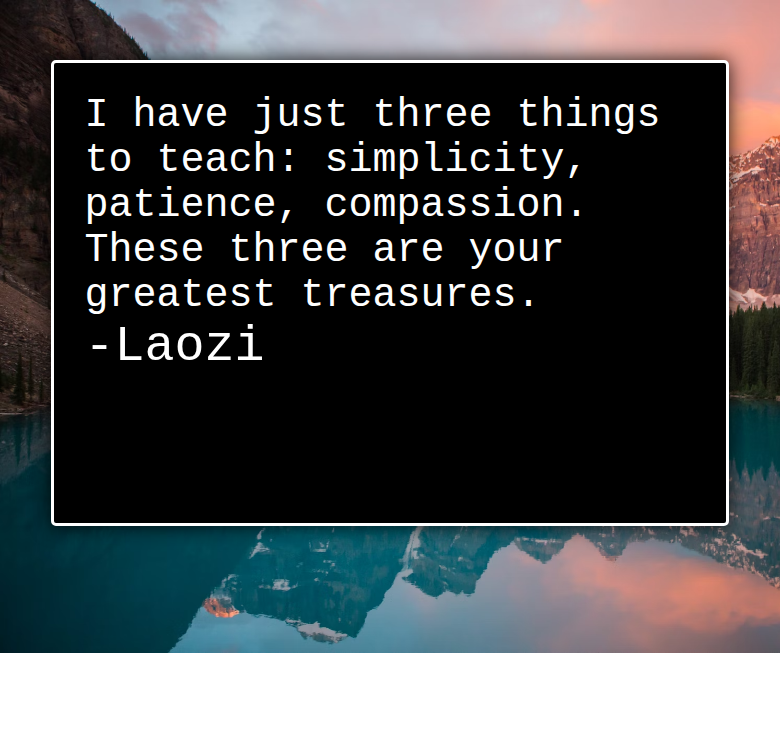 I have just three things
to teach: simplicity,
patience, compassion.
These three are your
greatest treasures.
-Laozi